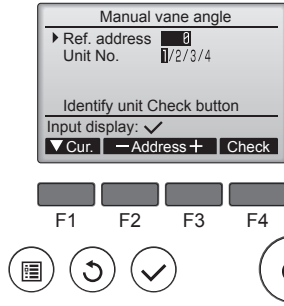 Manual vane angle
Ref. address 0
Unit No. 1/2/3/4
Identify unit Check button
Input display: ✓
▼ Cur. − Address + Check
F1 F2 F3 F4